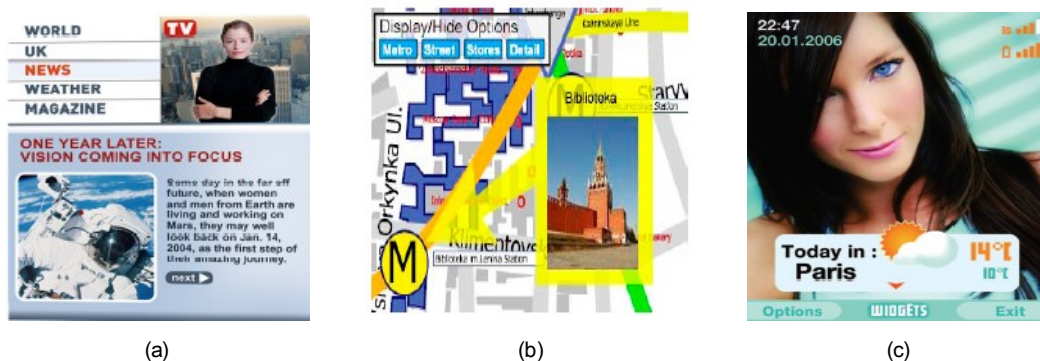 WORLD
UK
NEWS
WEATHER
MAGAZINE
TV
ONE YEAR LATER:
VISION COMING INTO FOCUS
Some day in the far off
future, when women
and men from Earth are
living and working on
Mars, they may well
look back on Jan. 14,
2004, as the first step of
their amazing journey.
next
(a)
Display/Hide Options
Metro Street Stores Detail
Line
Biblioteka
Station
M
Orkynka Ul.
Klimentovs
Biblioteka im.Lenina Station
M
(b)
22:47
20.01.2006
3G
Today in :
Paris
14°C
10°C
Options WIDGETS Exit
(c)